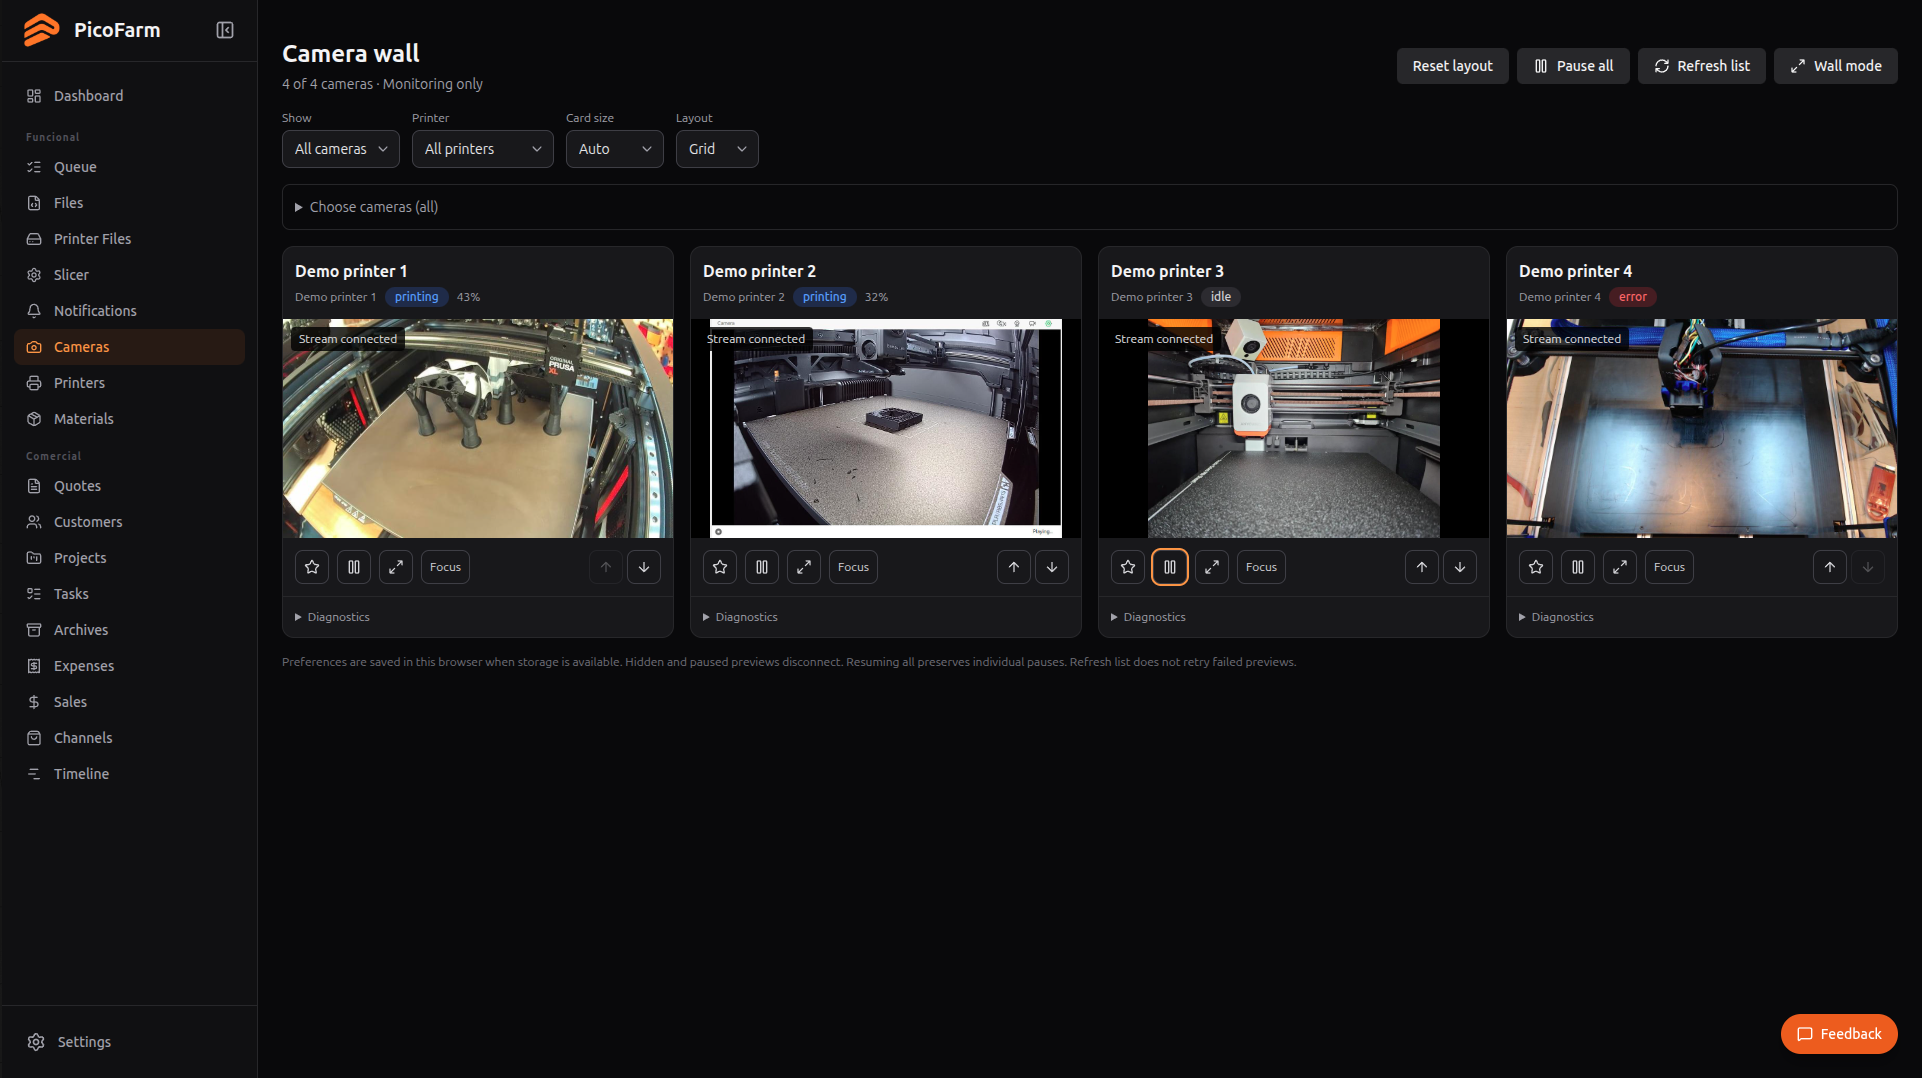 PicoFarm
Dashboard
Funcional
Queue
Files
Printer Files
Slicer
Notifications
Cameras
Printers
Materials
Comercial
Quotes
Customers
Projects
Tasks
Archives
Expenses
Sales
Channels
Timeline
Settings
Camera wall
4 of 4 cameras · Monitoring only
Reset layout
Pause all
Refresh list
Wall mode
Show
Printer
Card size
Layout
All cameras
All printers
Auto
Grid
Choose cameras (all)
Demo printer 1
Demo printer 1 printing 43%
Stream connected
ORIGINAL
PRUSA
XL
Focus
Diagnostics
Demo printer 2
Demo printer 2 printing 32%
Camera
Stream connected
Playing...
Focus
Diagnostics
Demo printer 3
Demo printer 3 idle
Stream connected
Focus
Diagnostics
Demo printer 4
Demo printer 4 error
Stream connected
Focus
Diagnostics
Preferences are saved in this browser when storage is available. Hidden and paused previews disconnect. Resuming all preserves individual pauses. Refresh list does not retry failed previews.
Feedback